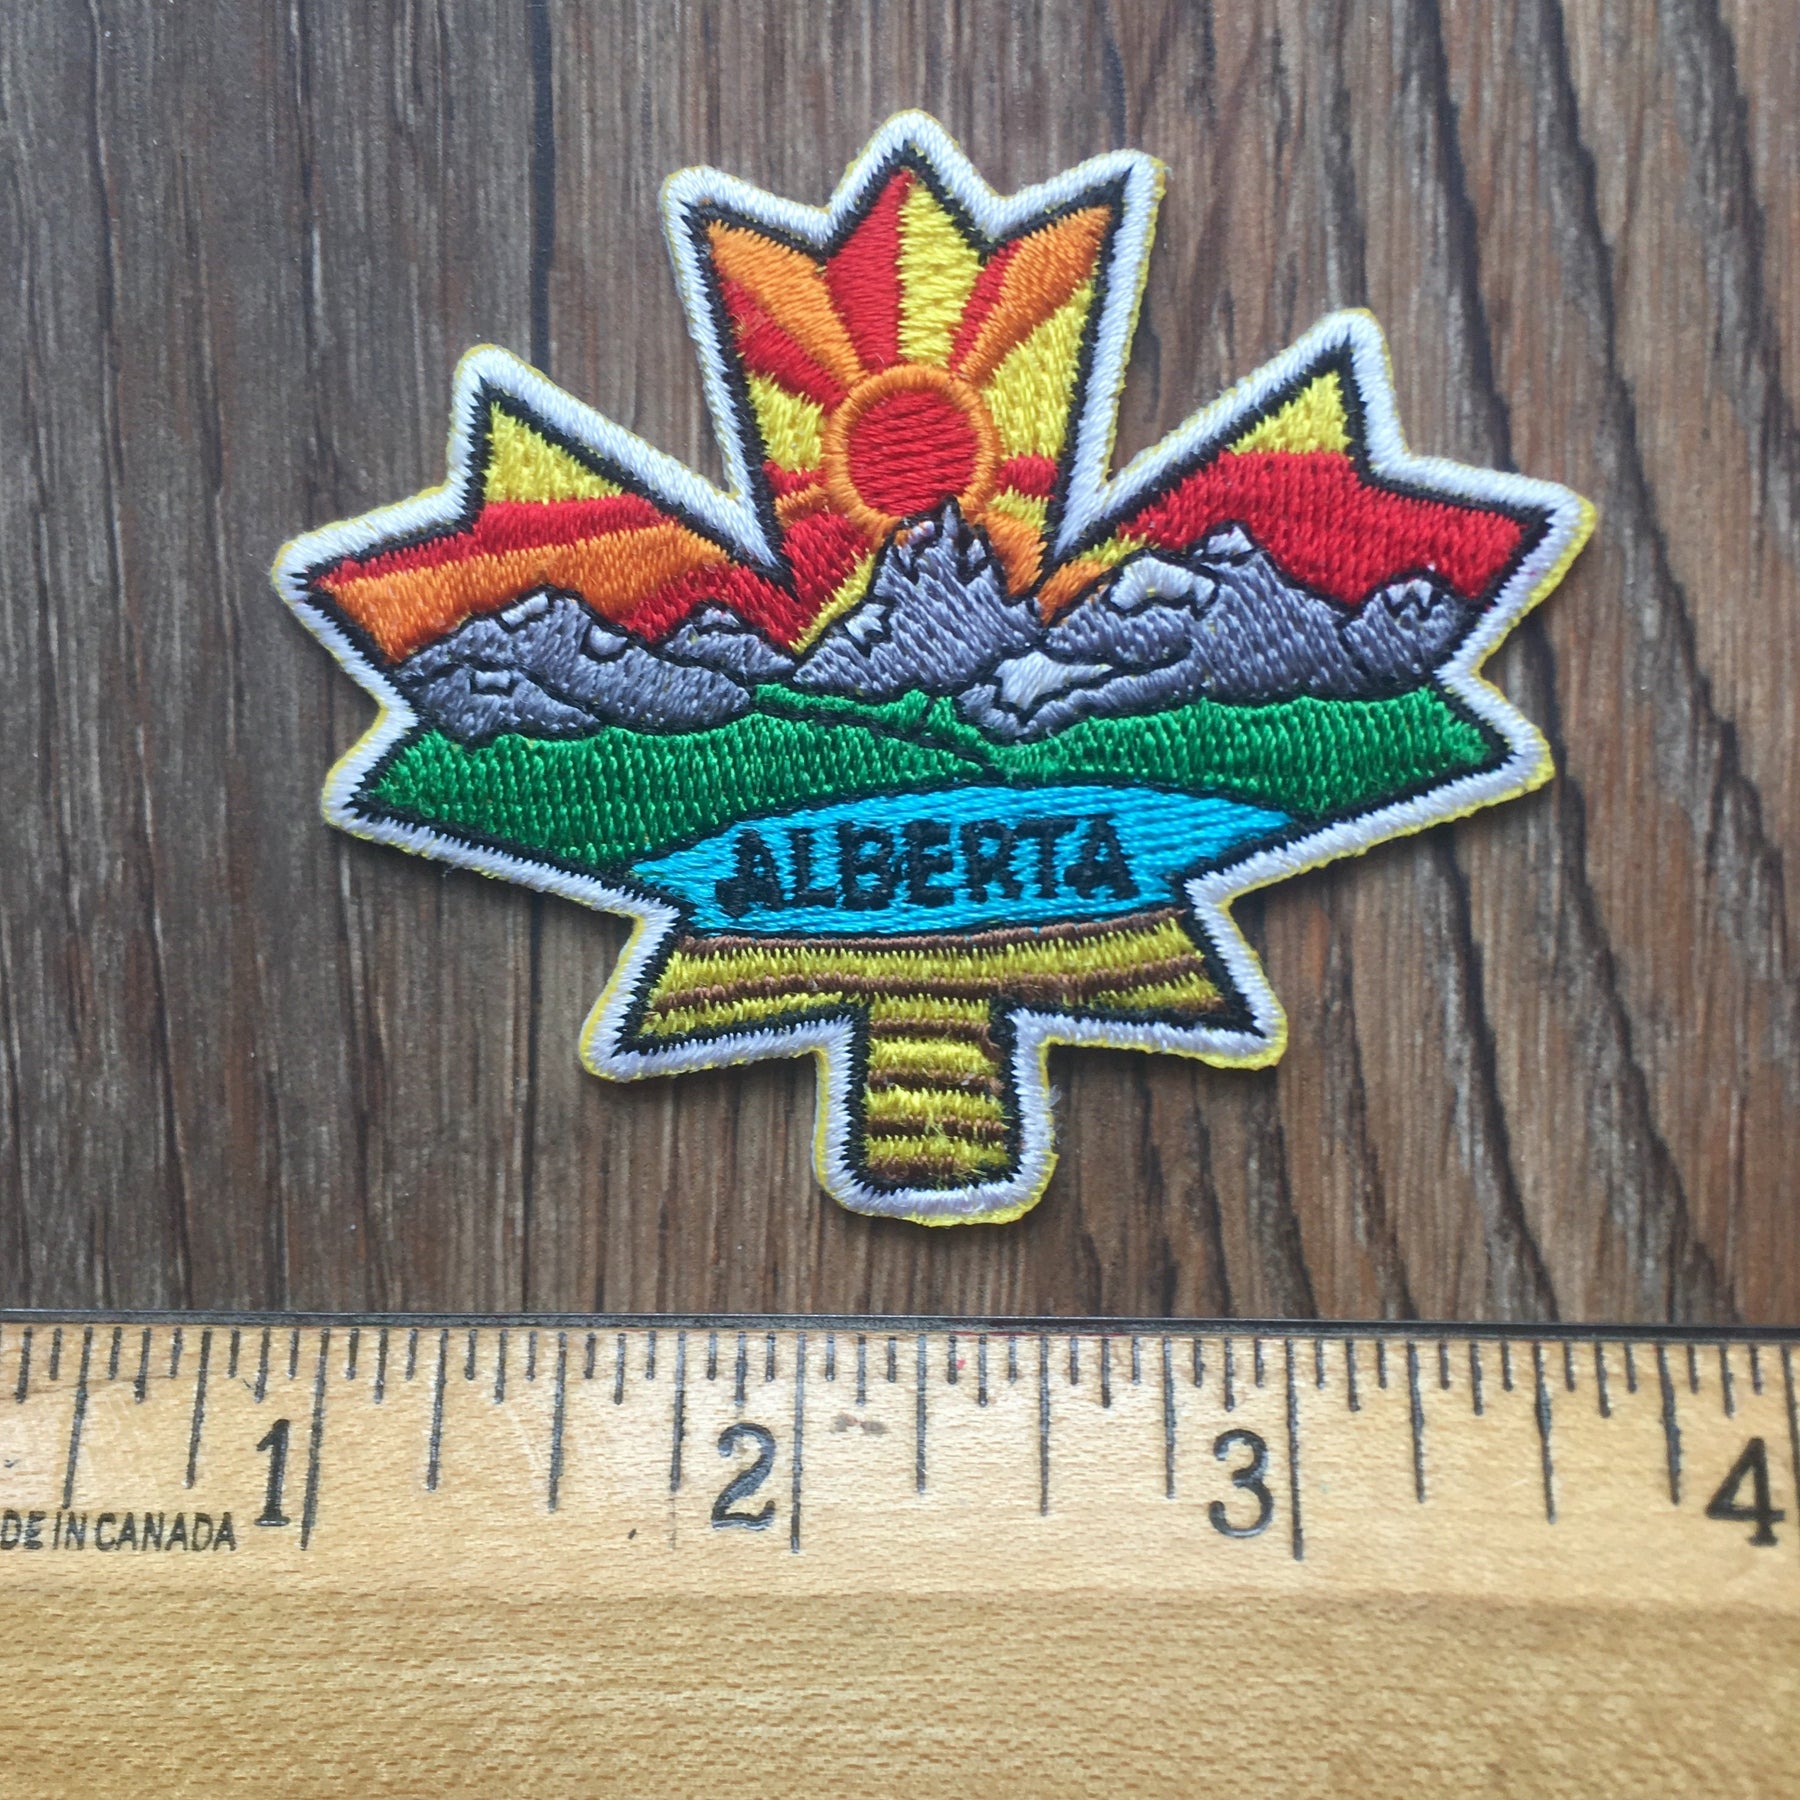 ALBERTA
1 2 3 4
DE IN CANADA